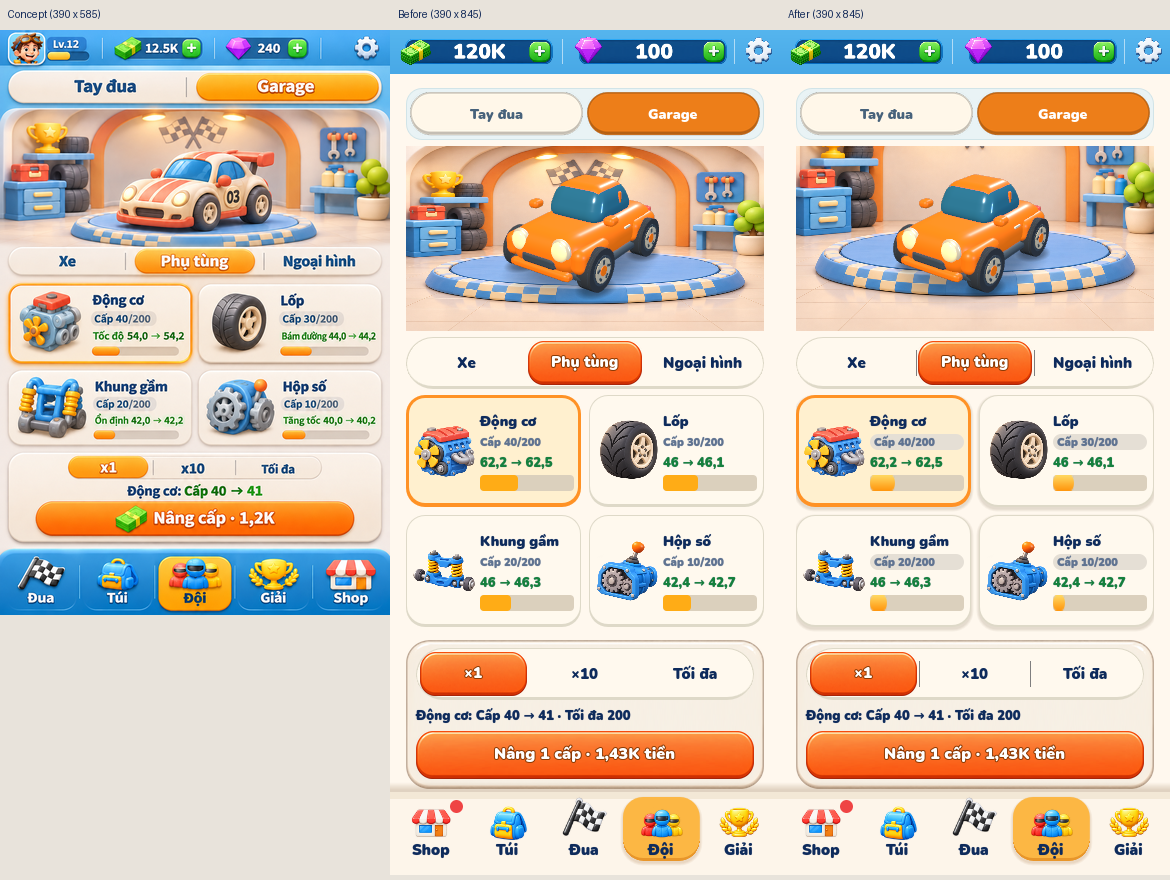 Concept (390 x 585)
Lv.12
12.5K
240
Tay đua
Garage
03
Xe
Phụ tùng
Ngoại hình
Động cơ
Cấp 40/200
Tốc độ 54,0 → 54,2
Lốp
Cấp 30/200
Bám đường 44,0 → 44,2
Khung gầm
Cấp 20/200
Ổn định 42,0 → 42,2
Hộp số
Cấp 10/200
Tăng tốc 40,0 → 40,2
x1
x10
Tối đa
Động cơ: Cấp 40 → 41
Nâng cấp · 1,2K
Đua
Túi
Đội
Giải
Shop
Before (390 x 845)
120K
100
Tay đua
Garage
Xe
Phụ tùng
Ngoại hình
Động cơ
Cấp 40/200
62,2 → 62,5
Lốp
Cấp 30/200
46 → 46,1
Khung gầm
Cấp 20/200
46 → 46,3
Hộp số
Cấp 10/200
42,4 → 42,7
×1
×10
Tối đa
Động cơ: Cấp 40 → 41 · Tối đa 200
Nâng 1 cấp · 1,43K tiền
Shop
Túi
Đua
Đội
Giải
After (390 x 845)
120K
100
Tay đua
Garage
Xe
Phụ tùng
Ngoại hình
Động cơ
Cấp 40/200
62,2 → 62,5
Lốp
Cấp 30/200
46 → 46,1
Khung gầm
Cấp 20/200
46 → 46,3
Hộp số
Cấp 10/200
42,4 → 42,7
×1
×10
Tối đa
Động cơ: Cấp 40 → 41 · Tối đa 200
Nâng 1 cấp · 1,43K tiền
Shop
Túi
Đua
Đội
Giải